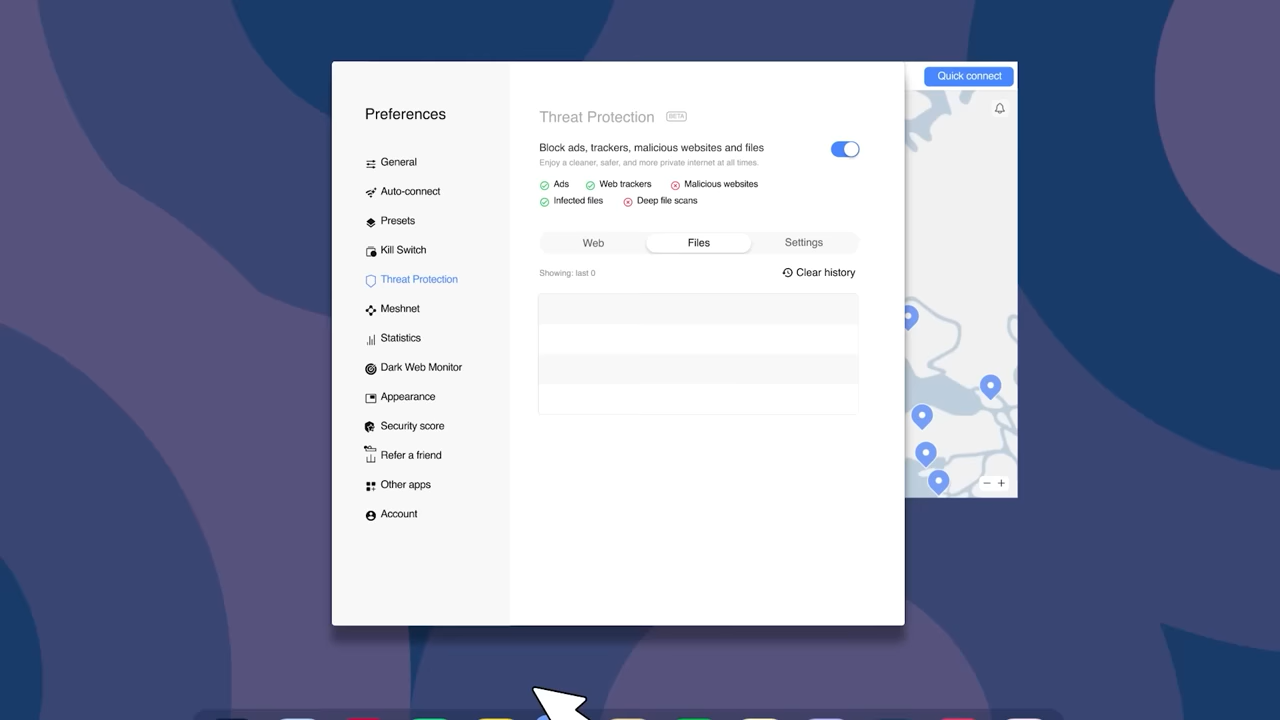 Quick connect
Preferences
General
Auto-connect
Presets
Kill Switch
Threat Protection
Meshnet
Statistics
Dark Web Monitor
Appearance
Security score
Refer a friend
Other apps
Account
Threat Protection BETA
Block ads, trackers, malicious websites and files
Enjoy a cleaner, safer, and more private internet at all times.
Ads Web trackers Malicious websites
Infected files Deep file scans
Web Files Settings
Showing: last 0 Clear history